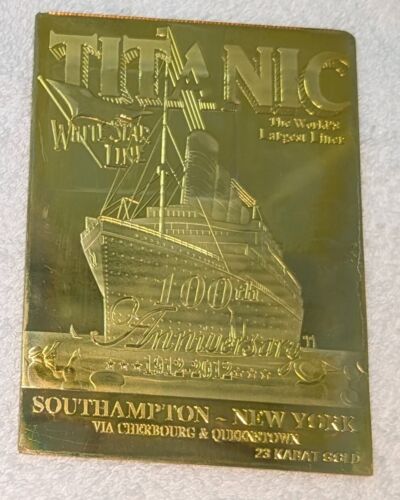 TITANIC
WHITE STAR
LINE
The World's
Largest Liner
100th
Anniversary
***1912-2012***
SOUTHAMPTON ~ NEW YORK
VIA CHERBOURG & QUEENSTOWN
23 KARAT GOLD